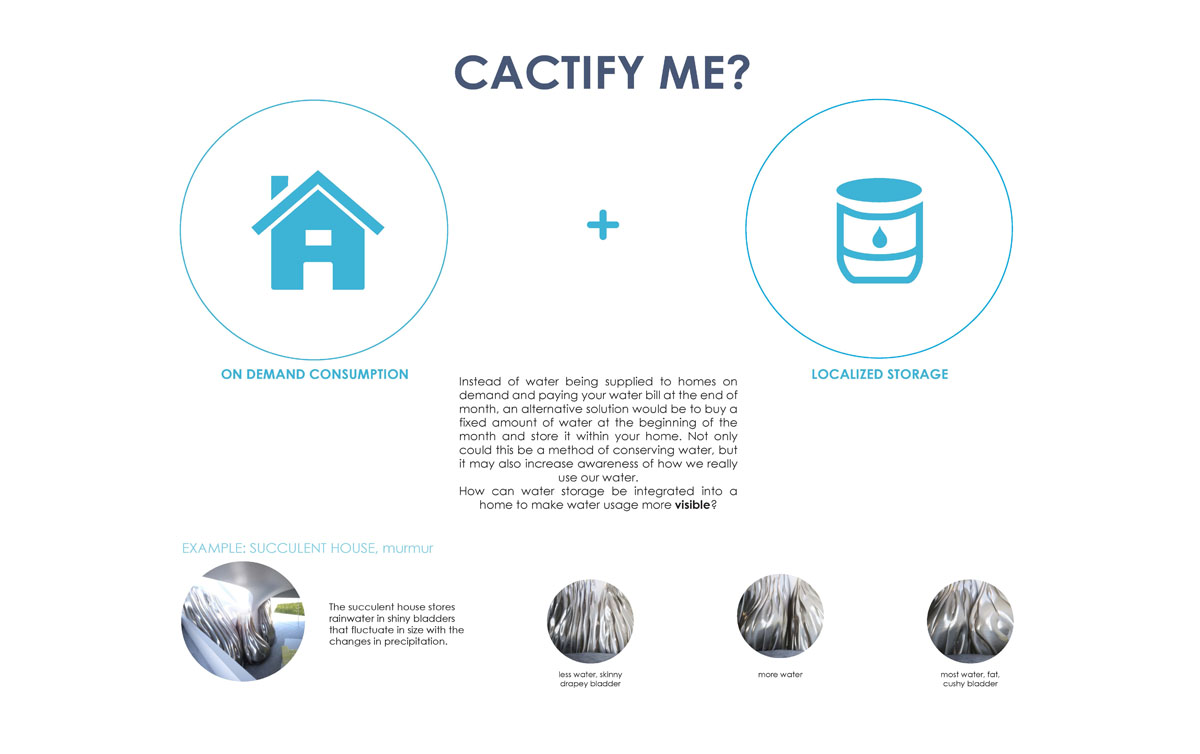 CACTIFY ME?
ON DEMAND CONSUMPTION
LOCALIZED STORAGE
Instead of water being supplied to homes on
demand and paying your water bill at the end of
month, an alternative solution would be to buy a
fixed amount of water at the beginning of the
month and store it within your home. Not only
could this be a method of conserving water, but
it may also increase awareness of how we really
use our water.
How can water storage be integrated into a
home to make water usage more visible?
EXAMPLE: SUCCULENT HOUSE, murmur
The succulent house stores
rainwater in shiny bladders
that fluctuate in size with the
changes in precipitation.
less water, skinny
drapey bladder
more water
most water, fat,
cushy bladder